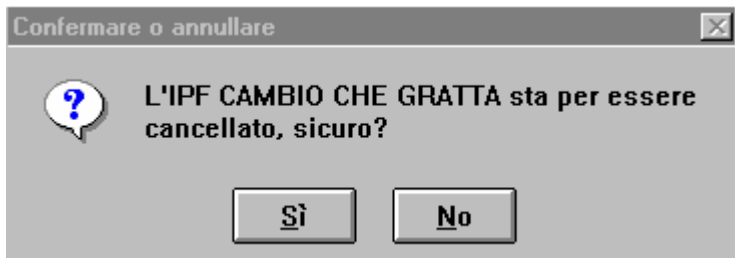 Confermare o annullare
L'IPF CAMBIO CHE GRATTA sta per essere
cancellato, sicuro?
Sì
No